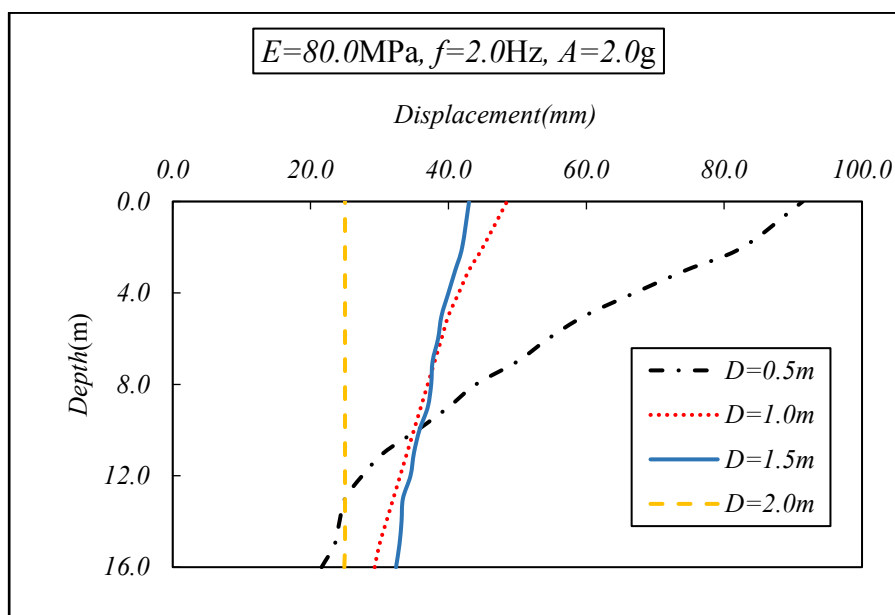 E=80.0MPa, f=2.0Hz, A=2.0g
Displacement(mm)
0.0 20.0 40.0 60.0 80.0 100.0
0.0
4.0
8.0
12.0
16.0
Depth(m)
D=0.5m
D=1.0m
D=1.5m
D=2.0m